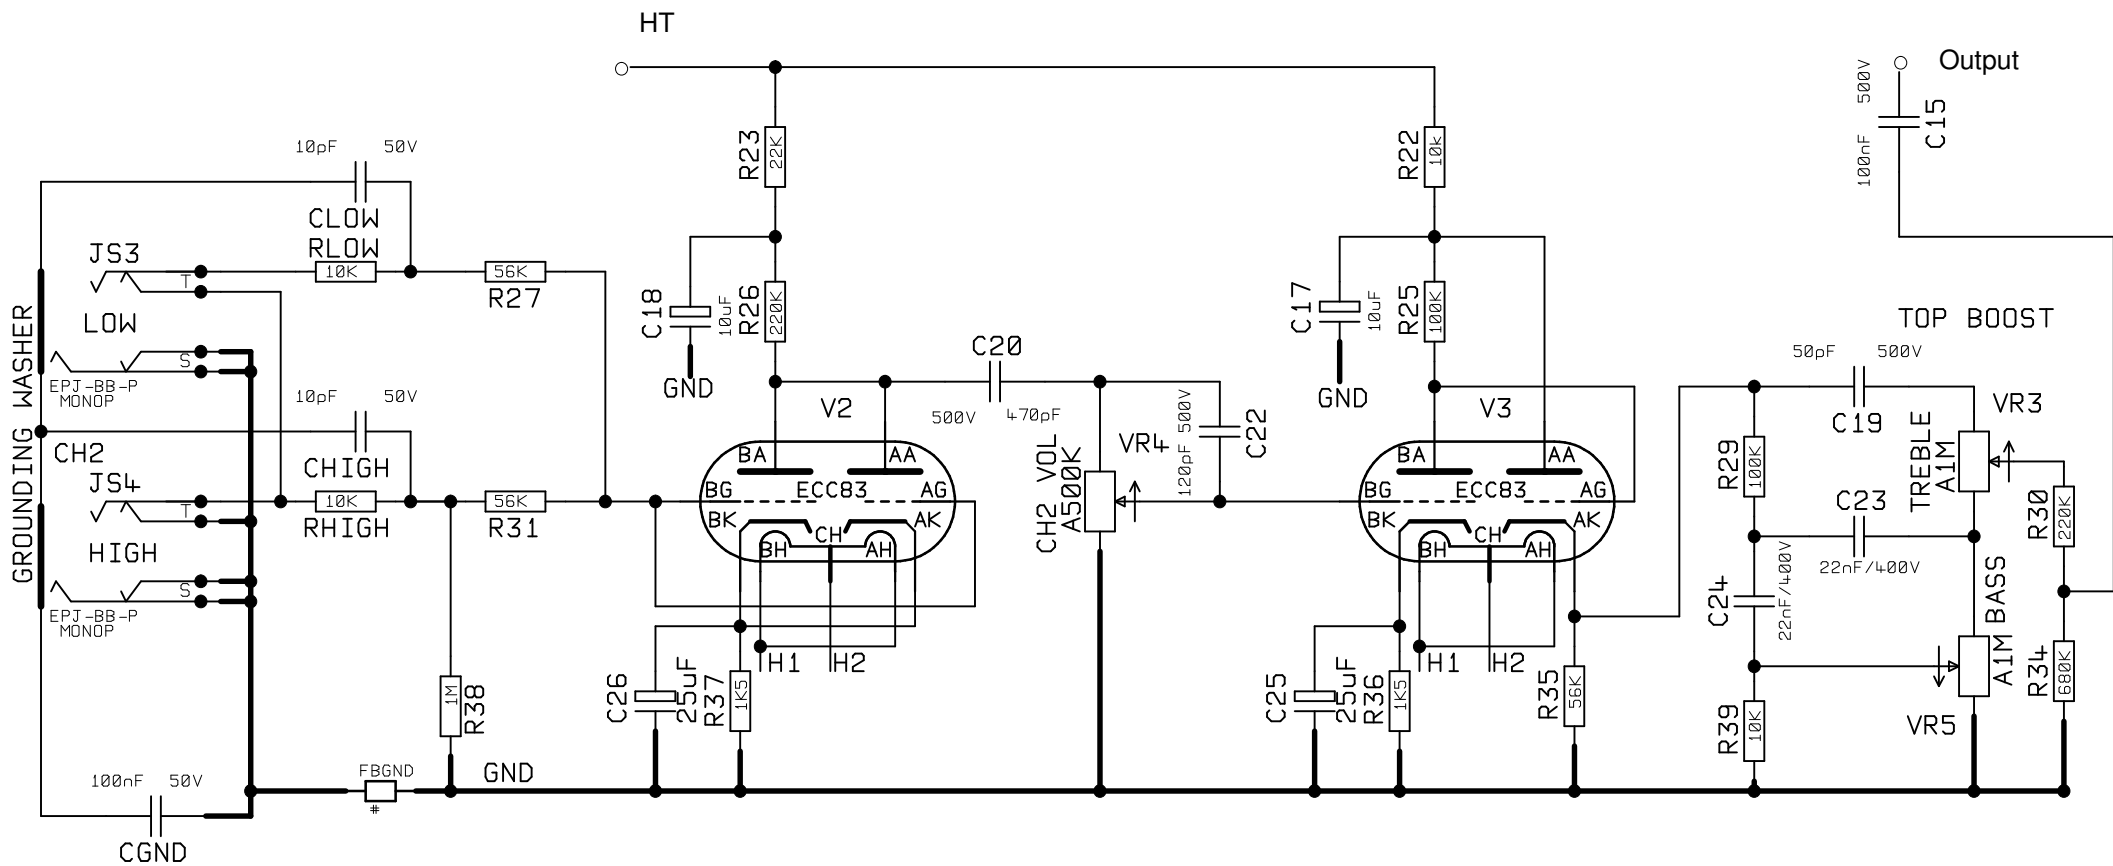 HT
Output
500V
100nF
C15
R23
22K
R22
10k
10pF 50V
CLOW
RLOW
JS3
10K
T
56K
R27
LOW
S
EPJ-BB-P
MONOP
GROUNDING WASHER
C18
10uF
R26
220K
GND
C20
500V
470pF
V2
C17
10uF
R25
100K
GND
V3
TOP BOOST
50pF 500V
C19
VR3
10pF 50V
CHIGH
CH2
JS4
10K
T
RHIGH
56K
R31
HIGH
S
EPJ-BB-P
MONOP
BA AA
BG ECC83 AG
BK CH AK
BH AH
H1 H2
CH2 VOL
A500K
VR4
120pF 500V
C22
BA AA
BG ECC83 AG
BK CH AK
BH AH
H1 H2
R29
100K
TREBLE
A1M
C23
22nF/400V
R30
220K
C24
22nF/400V
BASS
A1M
R34
680K
R38
1M
C26
25uF
R37
1K5
C25
25uF
R36
1K5
R35
56K
R39
10K
VR5
100nF 50V
CGND
FBGND
#
GND